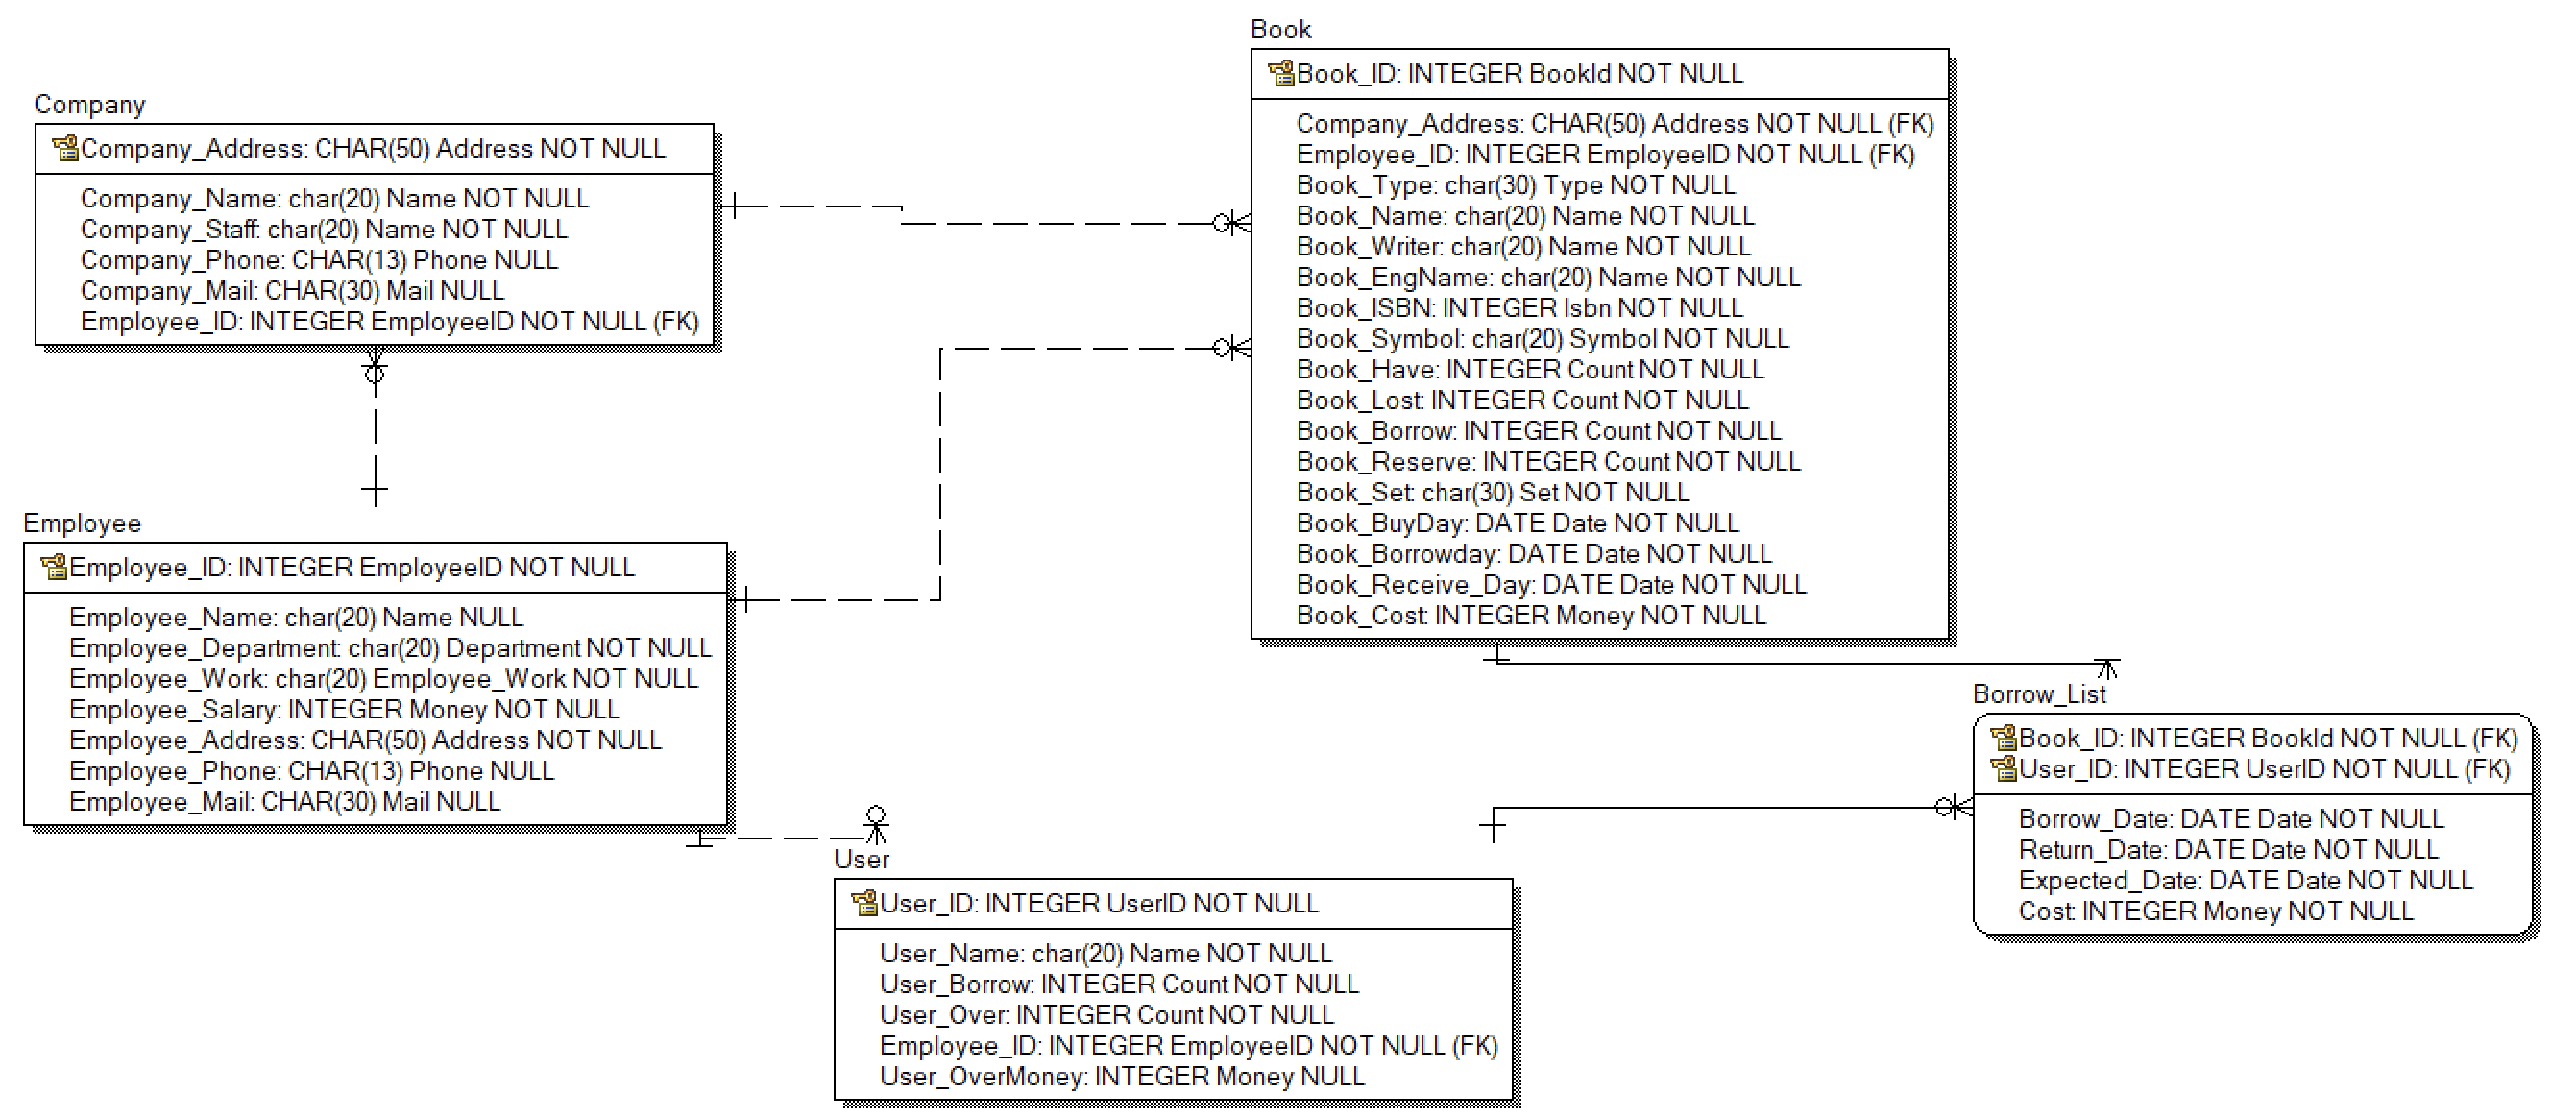 Company
Company_Address: CHAR(50) Address NOT NULL
Company_Name: char(20) Name NOT NULL
Company_Staff: char(20) Name NOT NULL
Company_Phone: CHAR(13) Phone NULL
Company_Mail: CHAR(30) Mail NULL
Employee_ID: INTEGER EmployeeID NOT NULL (FK)
Employee
Employee_ID: INTEGER EmployeeID NOT NULL
Employee_Name: char(20) Name NULL
Employee_Department: char(20) Department NOT NULL
Employee_Work: char(20) Employee_Work NOT NULL
Employee_Salary: INTEGER Money NOT NULL
Employee_Address: CHAR(50) Address NOT NULL
Employee_Phone: CHAR(13) Phone NULL
Employee_Mail: CHAR(30) Mail NULL
Book
Book_ID: INTEGER BookId NOT NULL
Company_Address: CHAR(50) Address NOT NULL (FK)
Employee_ID: INTEGER EmployeeID NOT NULL (FK)
Book_Type: char(30) Type NOT NULL
Book_Name: char(20) Name NOT NULL
Book_Writer: char(20) Name NOT NULL
Book_EngName: char(20) Name NOT NULL
Book_ISBN: INTEGER Isbn NOT NULL
Book_Symbol: char(20) Symbol NOT NULL
Book_Have: INTEGER Count NOT NULL
Book_Lost: INTEGER Count NOT NULL
Book_Borrow: INTEGER Count NOT NULL
Book_Reserve: INTEGER Count NOT NULL
Book_Set: char(30) Set NOT NULL
Book_BuyDay: DATE Date NOT NULL
Book_Borrowday: DATE Date NOT NULL
Book_Receive_Day: DATE Date NOT NULL
Book_Cost: INTEGER Money NOT NULL
User
User_ID: INTEGER UserID NOT NULL
User_Name: char(20) Name NOT NULL
User_Borrow: INTEGER Count NOT NULL
User_Over: INTEGER Count NOT NULL
Employee_ID: INTEGER EmployeeID NOT NULL (FK)
User_OverMoney: INTEGER Money NULL
Borrow_List
Book_ID: INTEGER BookId NOT NULL (FK)
User_ID: INTEGER UserID NOT NULL (FK)
Borrow_Date: DATE Date NOT NULL
Return_Date: DATE Date NOT NULL
Expected_Date: DATE Date NOT NULL
Cost: INTEGER Money NOT NULL